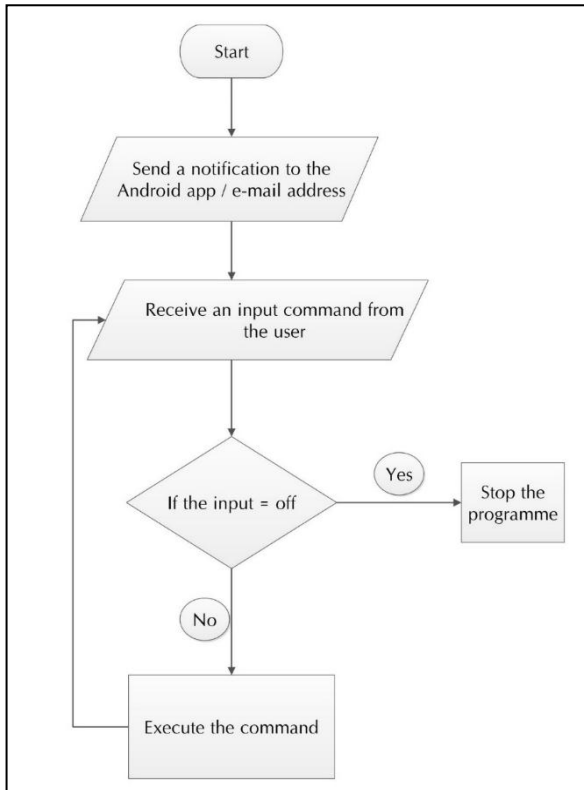 Start
Send a notification to the
Android app / e-mail address
Receive an input command from
the user
If the input = off
Yes
Stop the
programme
No
Execute the command